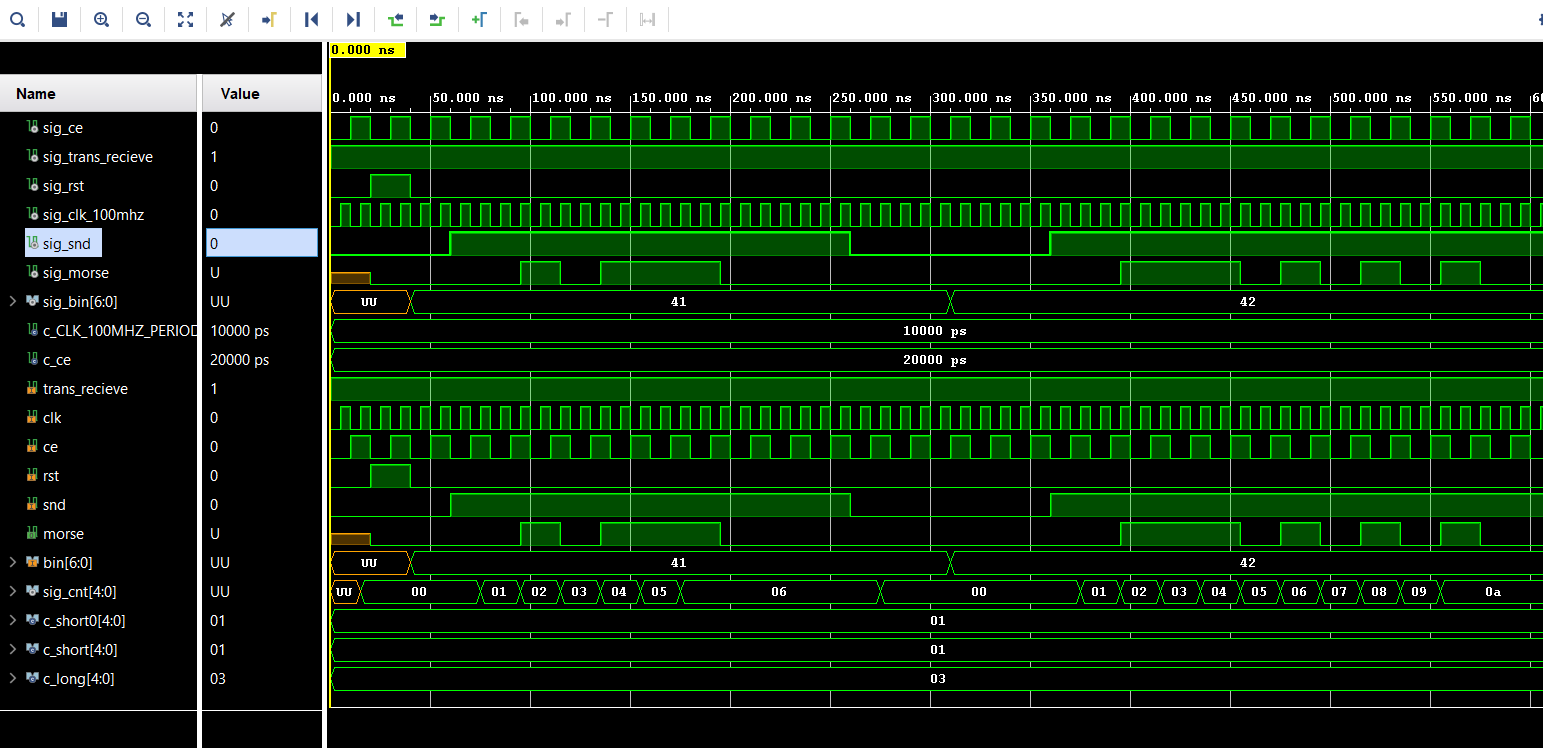 0.000 ns
Name Value 0.000 ns 50.000 ns 100.000 ns 150.000 ns 200.000 ns 250.000 ns 300.000 ns 350.000 ns 400.000 ns 450.000 ns 500.000 ns 550.000 ns
sig_ce 0
sig_trans_recieve 1
sig_rst 0
sig_clk_100mhz 0
sig_snd 0
sig_morse U
sig_bin[6:0] UU UU 41 42
c_CLK_100MHZ_PERIOD 10000 ps 10000 ps
c_ce 20000 ps 20000 ps
trans_recieve 1
clk 0
ce 0
rst 0
snd 0
morse U
bin[6:0] UU UU 41 42
sig_cnt[4:0] UU UU 00 01 02 03 04 05 06 00 01 02 03 04 05 06 07 08 09 0a
c_short0[4:0] 01 01
c_short[4:0] 01 01
c_long[4:0] 03 03